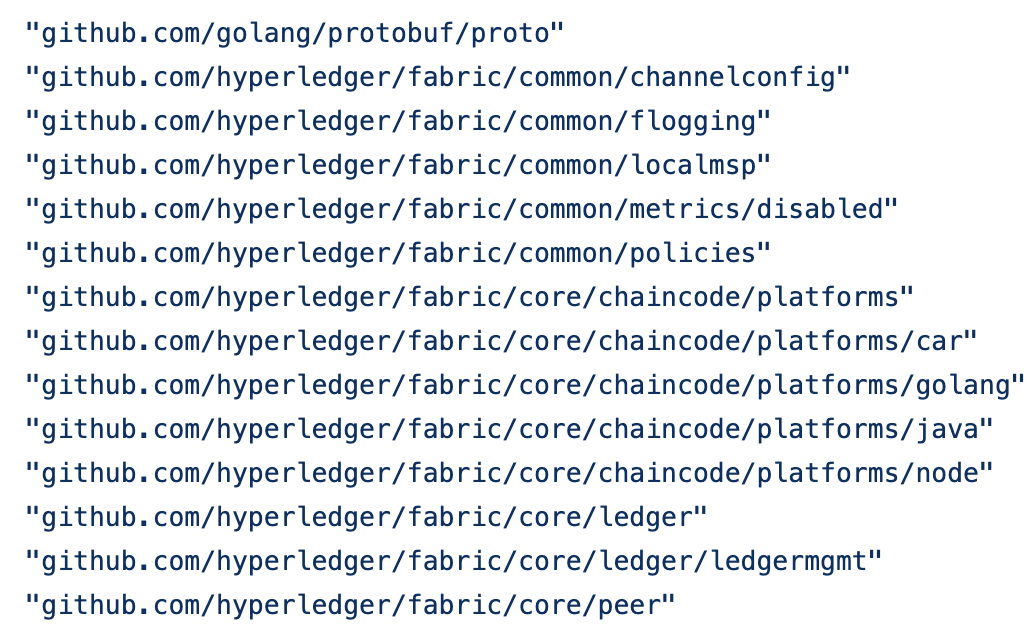 "github.com/golang/protobuf/proto"
"github.com/hyperledger/fabric/common/channelconfig"
"github.com/hyperledger/fabric/common/flogging"
"github.com/hyperledger/fabric/common/localmsp"
"github.com/hyperledger/fabric/common/metrics/disabled"
"github.com/hyperledger/fabric/common/policies"
"github.com/hyperledger/fabric/core/chaincode/platforms"
"github.com/hyperledger/fabric/core/chaincode/platforms/car"
"github.com/hyperledger/fabric/core/chaincode/platforms/golang"
"github.com/hyperledger/fabric/core/chaincode/platforms/java"
"github.com/hyperledger/fabric/core/chaincode/platforms/node"
"github.com/hyperledger/fabric/core/ledger"
"github.com/hyperledger/fabric/core/ledger/ledgermgmt"
"github.com/hyperledger/fabric/core/peer"